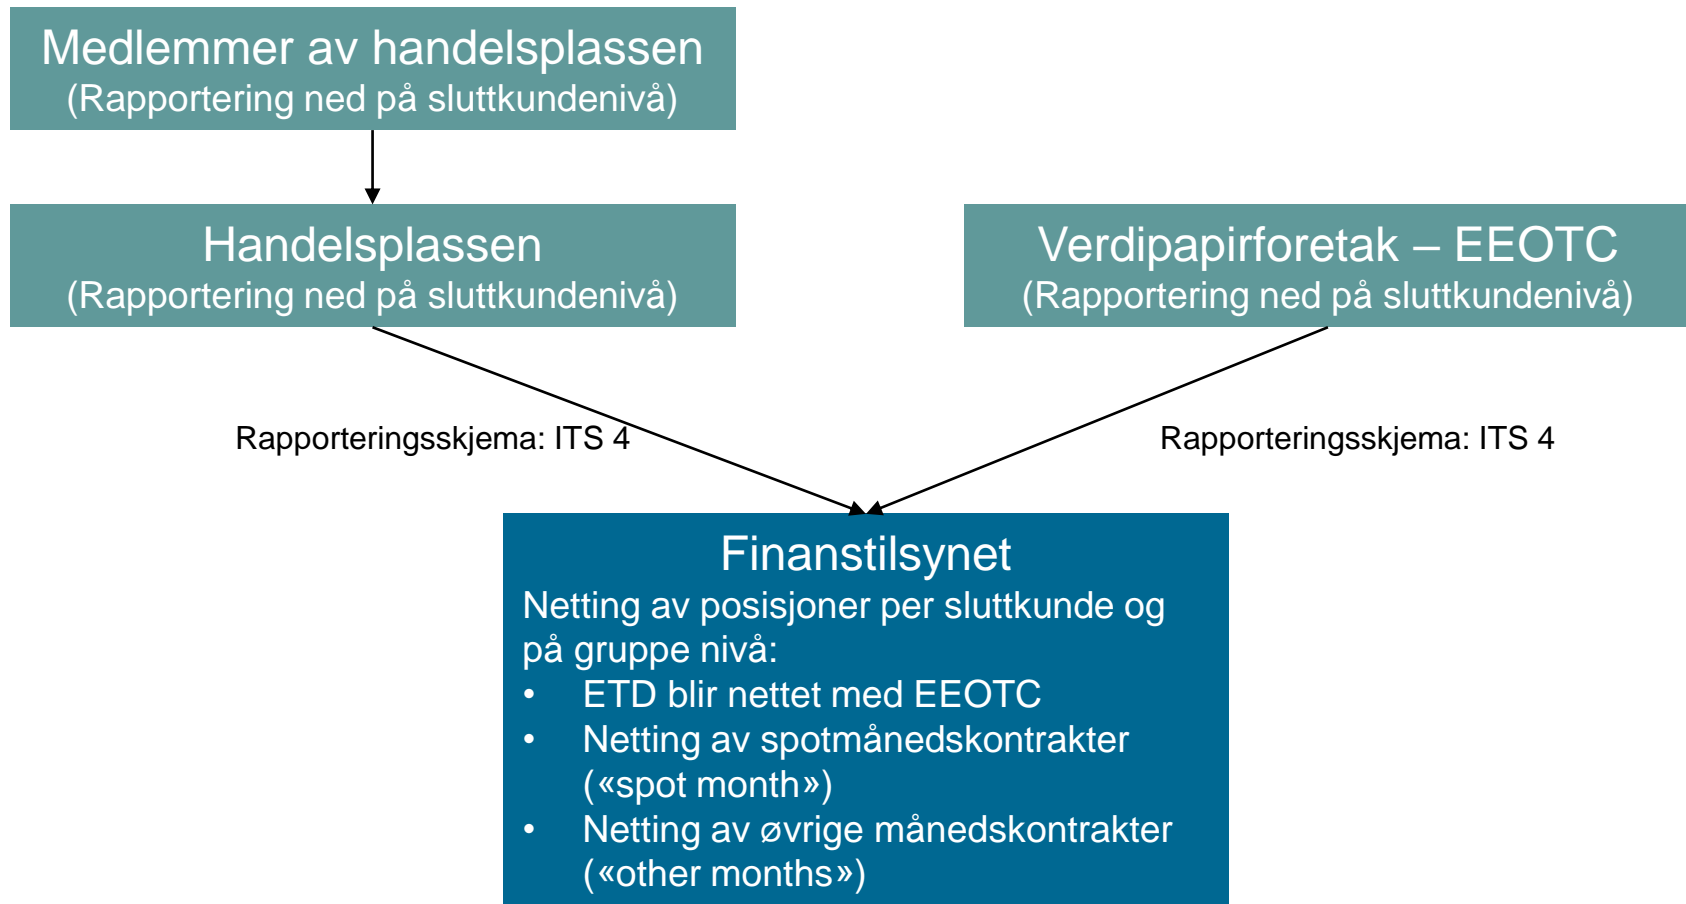 Medlemmer av handelsplassen
(Rapportering ned på sluttkundenivå)
Handelsplassen
(Rapportering ned på sluttkundenivå)
Verdipapirforetak – EEOTC
(Rapportering ned på sluttkundenivå)
Rapporteringsskjema: ITS 4
Rapporteringsskjema: ITS 4
Finanstilsynet
Netting av posisjoner per sluttkunde og
på gruppe nivå:
• ETD blir nettet med EEOTC
• Netting av spotmånedskontrakter
(«spot month»)
• Netting av øvrige månedskontrakter
(«other months»)